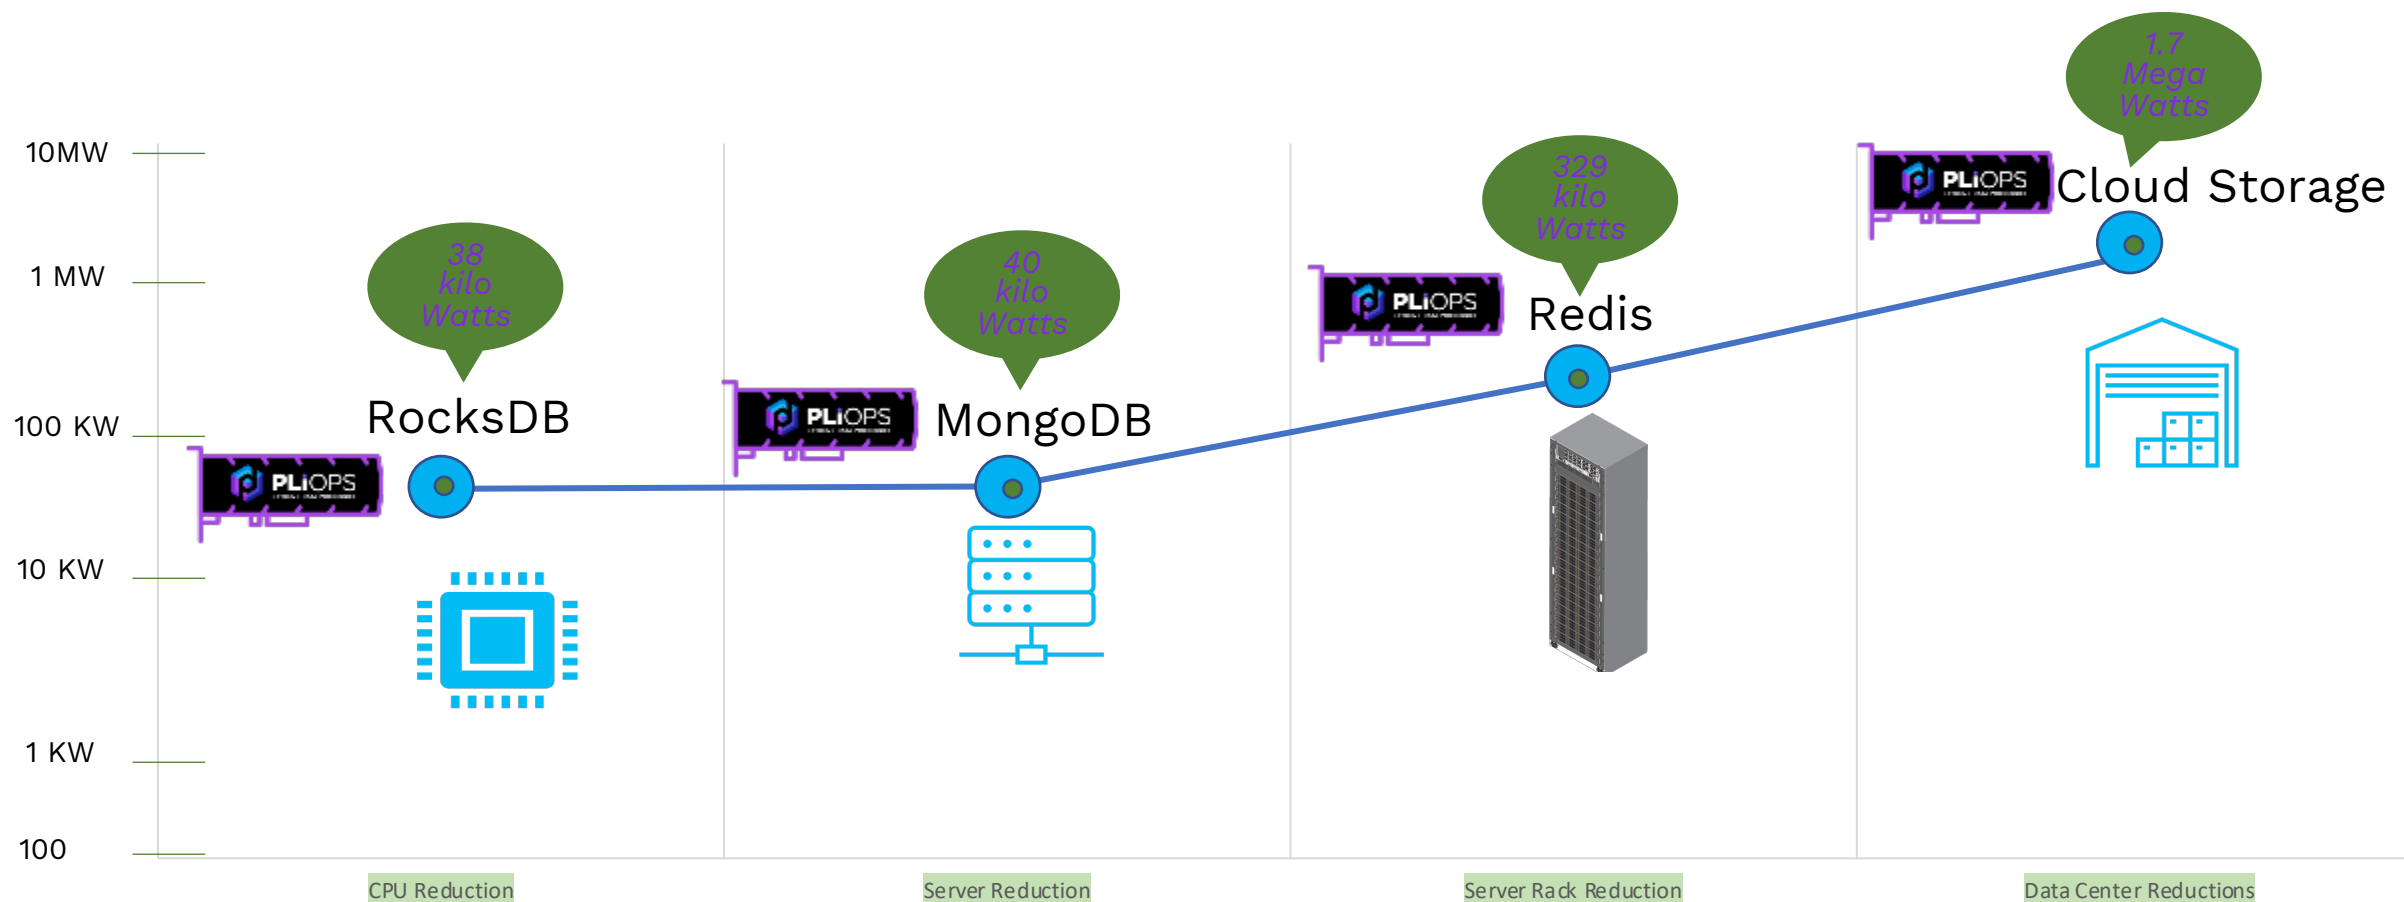 1.7
Mega
Watts
10MW
PLiOPS
Cloud Storage
329
kilo
Watts
1 MW
38
kilo
Watts
40
kilo
Watts
PLiOPS
Redis
100 KW
RocksDB
PLiOPS
MongoDB
PLiOPS
10 KW
1 KW
100
CPU Reduction
Server Reduction
Server Rack Reduction
Data Center Reductions